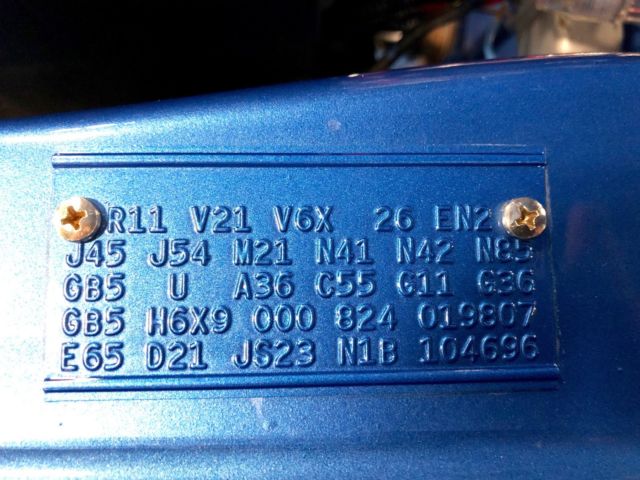 R11 V21 V6X 26 EN2
J45 J54 M21 N41 N42 N85
GB5 U A36 C55 G11 G36
GB5 H6X9 000 824 019807
E65 D21 JS23 N1B 104696